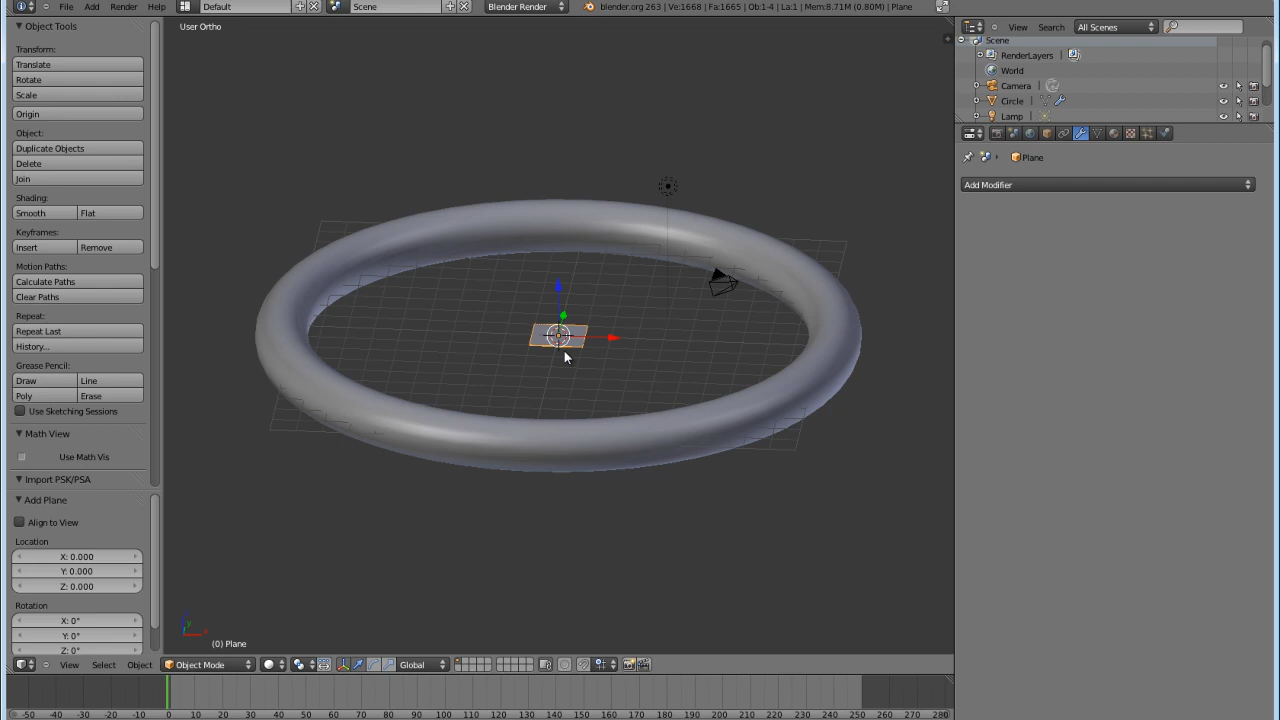 File Add Render Help Default Scene Blender Render blender.org 263 | Ve:1668 | Fa:1665 | Ob:1-4 | La:1 | Mem:8.71M (0.80M) | Plane
Object Tools
Transform:
Translate
Rotate
Scale
Origin
Object:
Duplicate Objects
Delete
Join
Shading:
Smooth Flat
Keyframes:
Insert Remove
Motion Paths:
Calculate Paths
Clear Paths
Repeat:
Repeat Last
History...
Grease Pencil:
Draw Line
Poly Erase
Use Sketching Sessions
Math View
Use Math Vis
Import PSK/PSA
Add Plane
Align to View
Location
X: 0.000
Y: 0.000
Z: 0.000
Rotation
X: 0°
Y: 0°
Z: 0°
User Ortho
(0) Plane
View Select Object Object Mode Global
-50 -40 -30 -20 -10 0 10 20 30 40 50 60 70 80 90 100 110 120 130 140 150 160 170 180 190 200 210 220 230 240 250 260 270 280
View Search All Scenes
Scene
RenderLayers
World
Camera
Circle
Lamp
Plane
Add Modifier